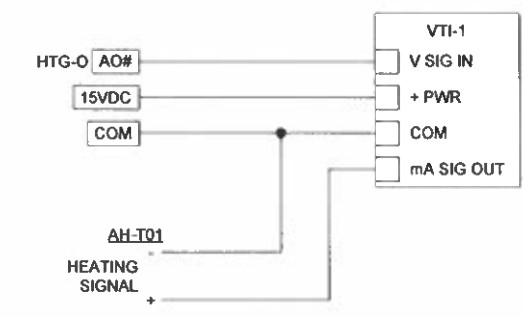 VTI-1
HTG-O AO# V SIG IN
15VDC + PWR
COM COM
mA SIG OUT
AH-T01
-
HEATING
SIGNAL
+